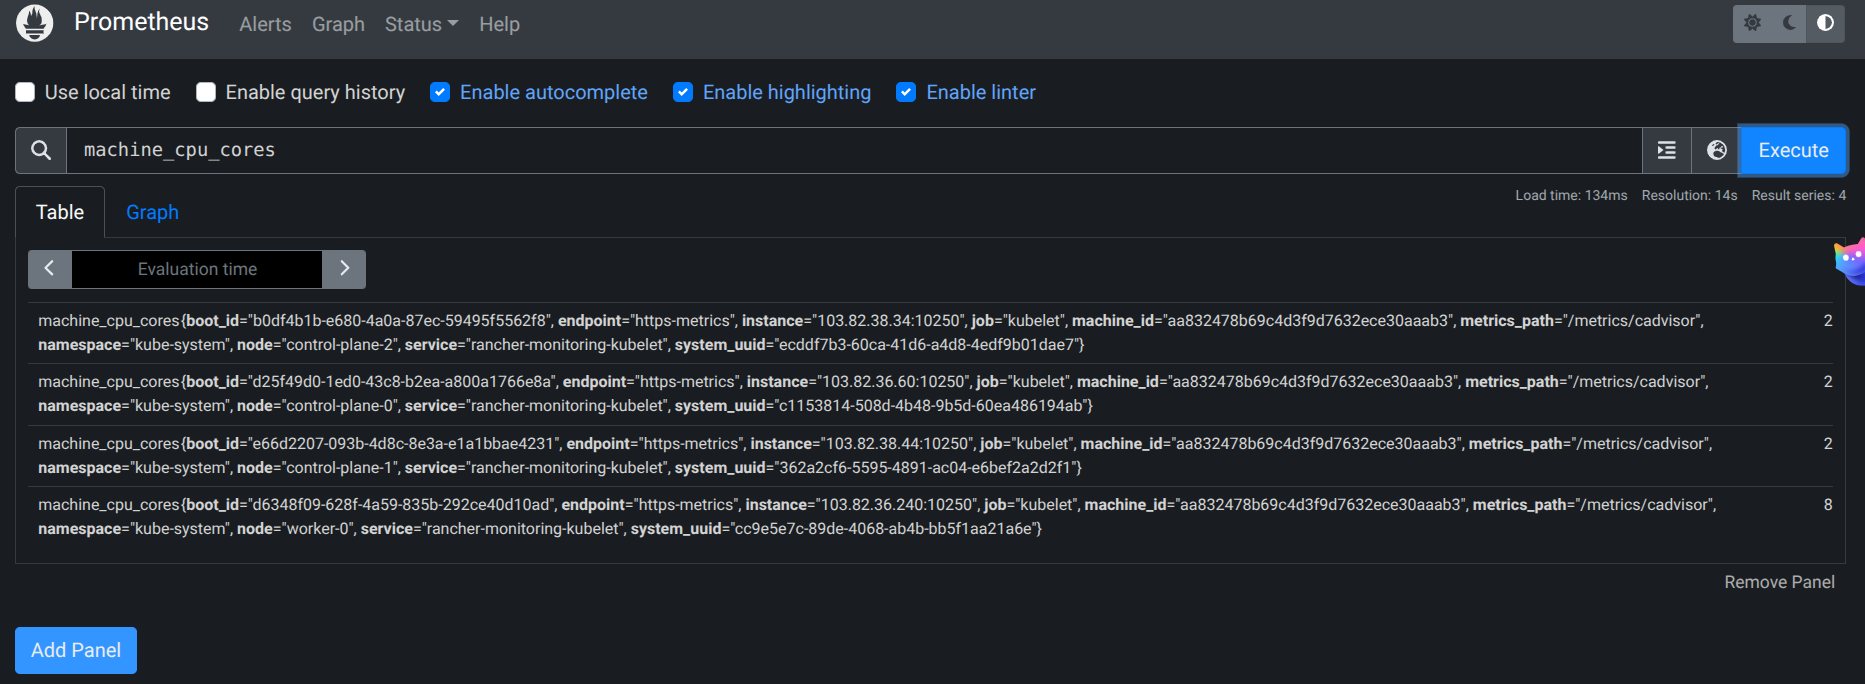 Prometheus Alerts Graph Status Help
Use local time Enable query history Enable autocomplete Enable highlighting Enable linter
machine_cpu_cores Execute
Load time: 134ms Resolution: 14s Result series: 4
Table Graph
Evaluation time
machine_cpu_cores{boot_id="b0df4b1b-e680-4a0a-87ec-59495f5562f8", endpoint="https-metrics", instance="103.82.38.34:10250", job="kubelet", machine_id="aa832478b69c4d3f9d7632ece30aaab3", metrics_path="/metrics/cadvisor", 2
namespace="kube-system", node="control-plane-2", service="rancher-monitoring-kubelet", system_uuid="ecddf7b3-60ca-41d6-a4d8-4edf9b01dae7"}
machine_cpu_cores{boot_id="d25f49d0-1ed0-43c8-b2ea-a800a1766e8a", endpoint="https-metrics", instance="103.82.36.60:10250", job="kubelet", machine_id="aa832478b69c4d3f9d7632ece30aaab3", metrics_path="/metrics/cadvisor", 2
namespace="kube-system", node="control-plane-0", service="rancher-monitoring-kubelet", system_uuid="c1153814-508d-4b48-9b5d-60ea486194ab"}
machine_cpu_cores{boot_id="e66d2207-093b-4d8c-8e3a-e1a1bbae4231", endpoint="https-metrics", instance="103.82.38.44:10250", job="kubelet", machine_id="aa832478b69c4d3f9d7632ece30aaab3", metrics_path="/metrics/cadvisor", 2
namespace="kube-system", node="control-plane-1", service="rancher-monitoring-kubelet", system_uuid="362a2cf6-5595-4891-ac04-e6bef2a2d2f1"}
machine_cpu_cores{boot_id="d6348f09-628f-4a59-835b-292ce40d10ad", endpoint="https-metrics", instance="103.82.36.240:10250", job="kubelet", machine_id="aa832478b69c4d3f9d7632ece30aaab3", metrics_path="/metrics/cadvisor", 8
namespace="kube-system", node="worker-0", service="rancher-monitoring-kubelet", system_uuid="cc9e5e7c-89de-4068-ab4b-bb5f1aa21a6e"}
Remove Panel
Add Panel